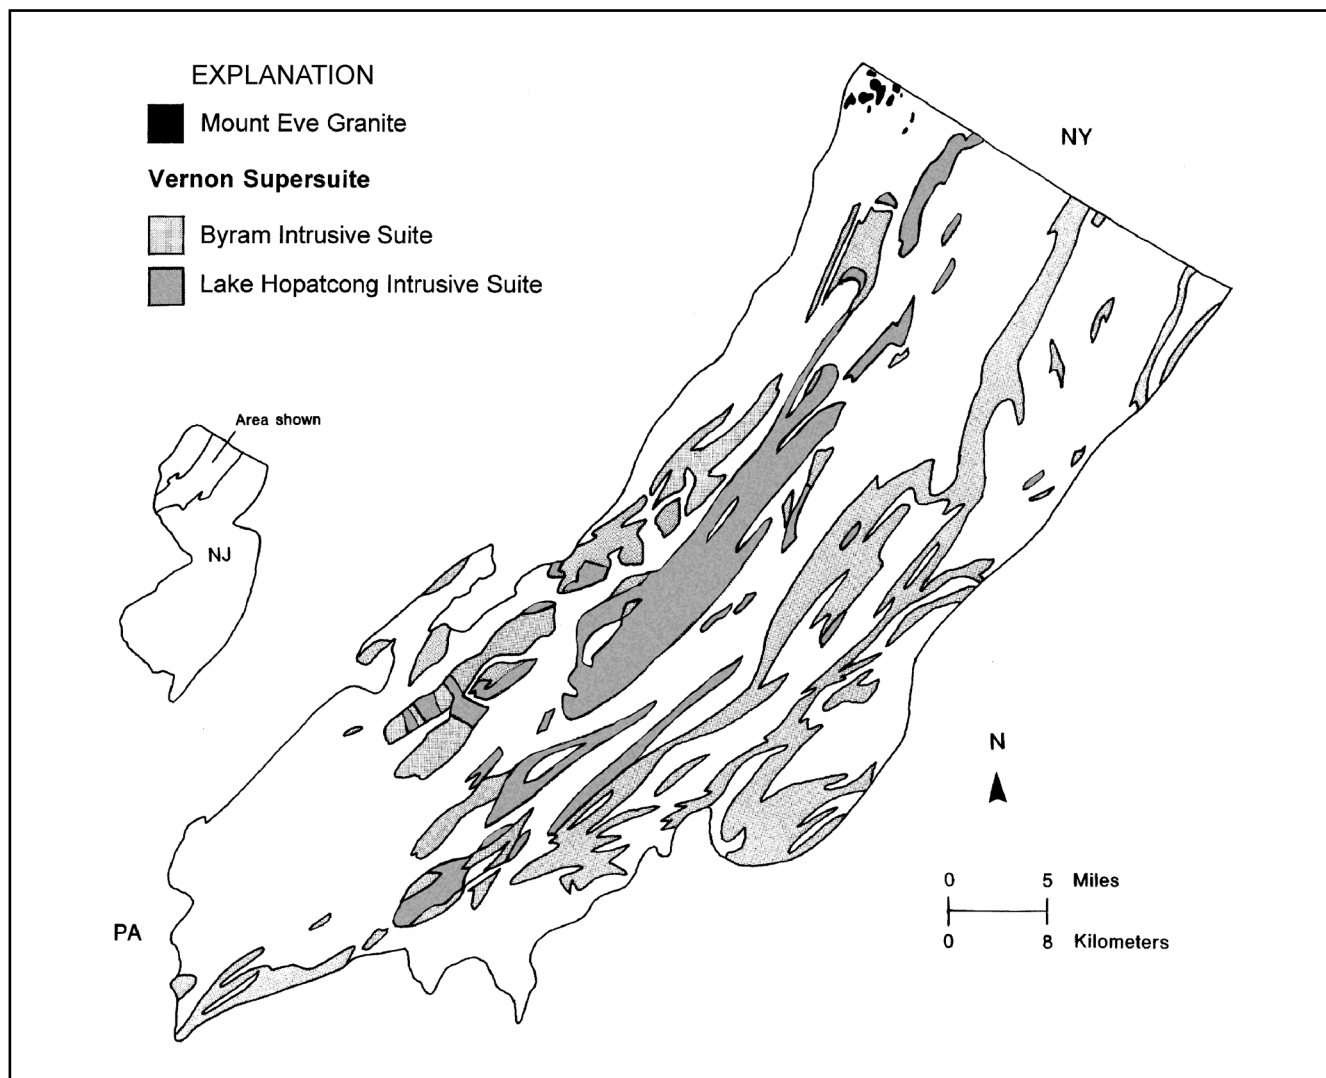 EXPLANATION
Mount Eve Granite
Vernon Supersuite
Byram Intrusive Suite
Lake Hopatcong Intrusive Suite
NY
Area shown
NJ
N
PA
0 5 Miles
0 8 Kilometers